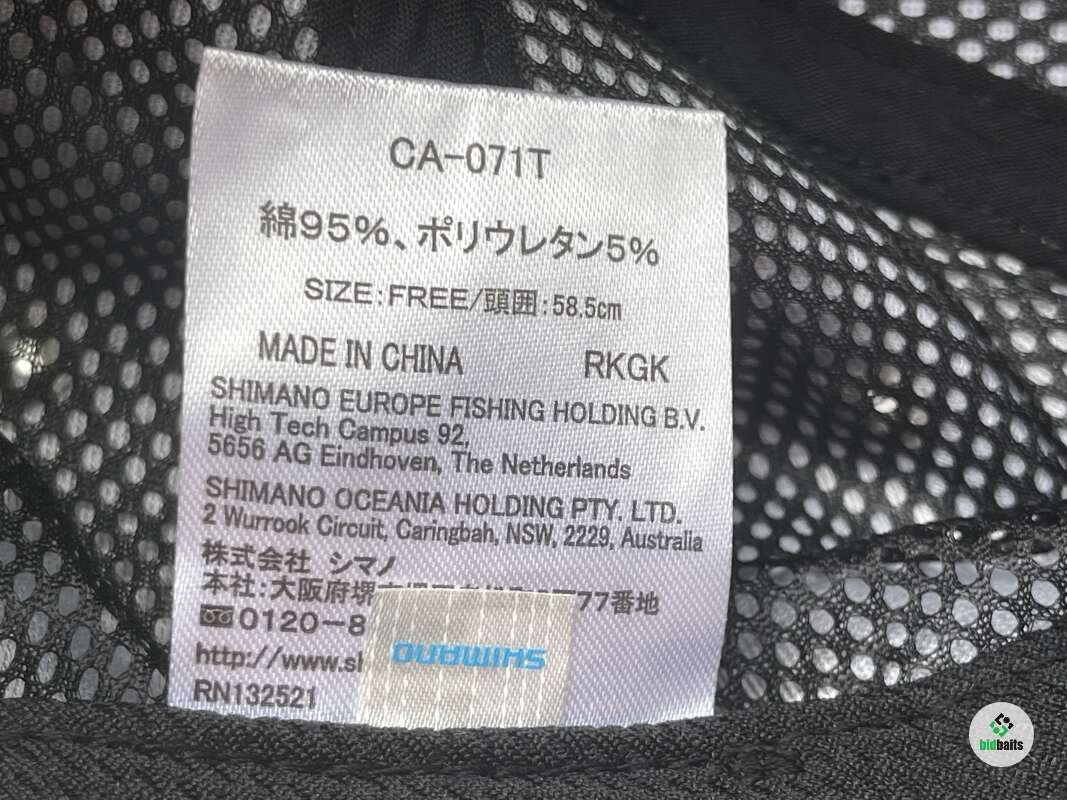 CA-071T
綿95%、ポリウレタン5%
SIZE:FREE/頭囲:58.5cm
MADE IN CHINA RKGK
SHIMANO EUROPE FISHING HOLDING B.V.
High Tech Campus 92,
5656 AG Eindhoven, The Netherlands
SHIMANO OCEANIA HOLDING PTY, LTD.
2 Wurrook Circuit, Caringbah, NSW, 2229, Australia
株式会社 シマノ
本社:大阪府堺 77番地
0120-8
http://www.sl
RN132521
SHIMANO
bidbaits